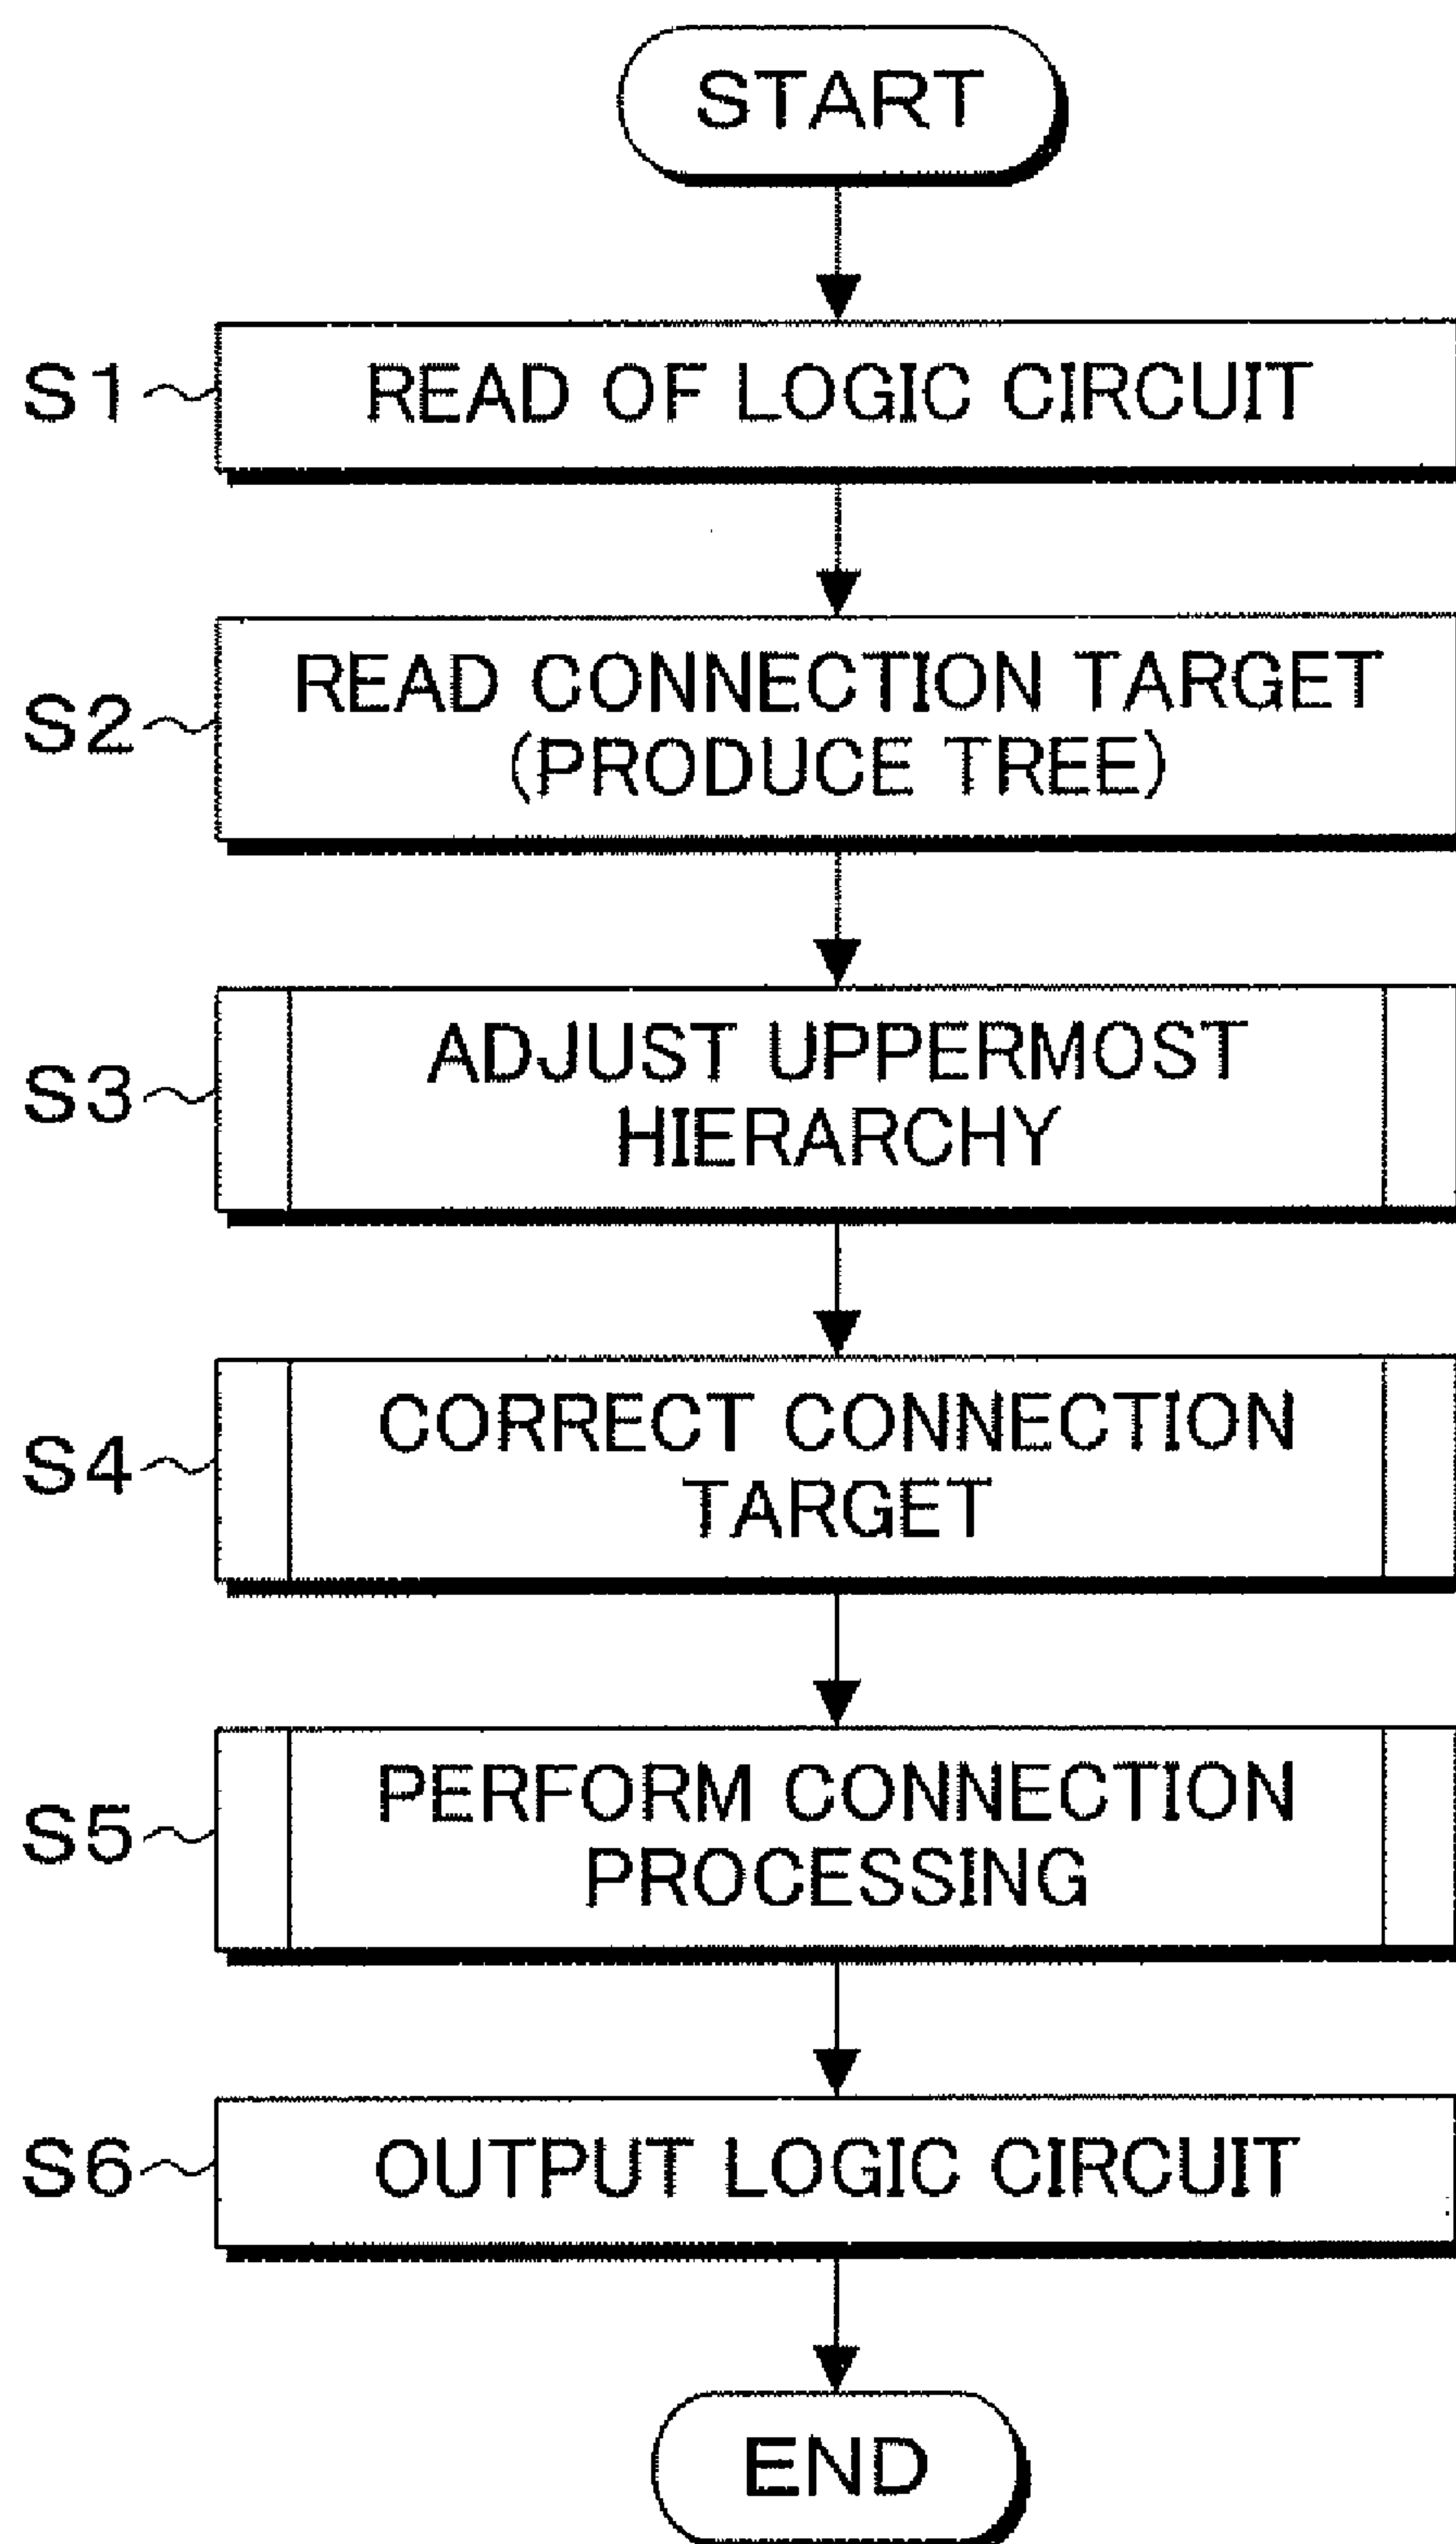 START
S1 READ OF LOGIC CIRCUIT
S2 READ CONNECTION TARGET
(PRODUCE TREE)
S3 ADJUST UPPERMOST
HIERARCHY
S4 CORRECT CONNECTION
TARGET
S5 PERFORM CONNECTION
PROCESSING
S6 OUTPUT LOGIC CIRCUIT
END